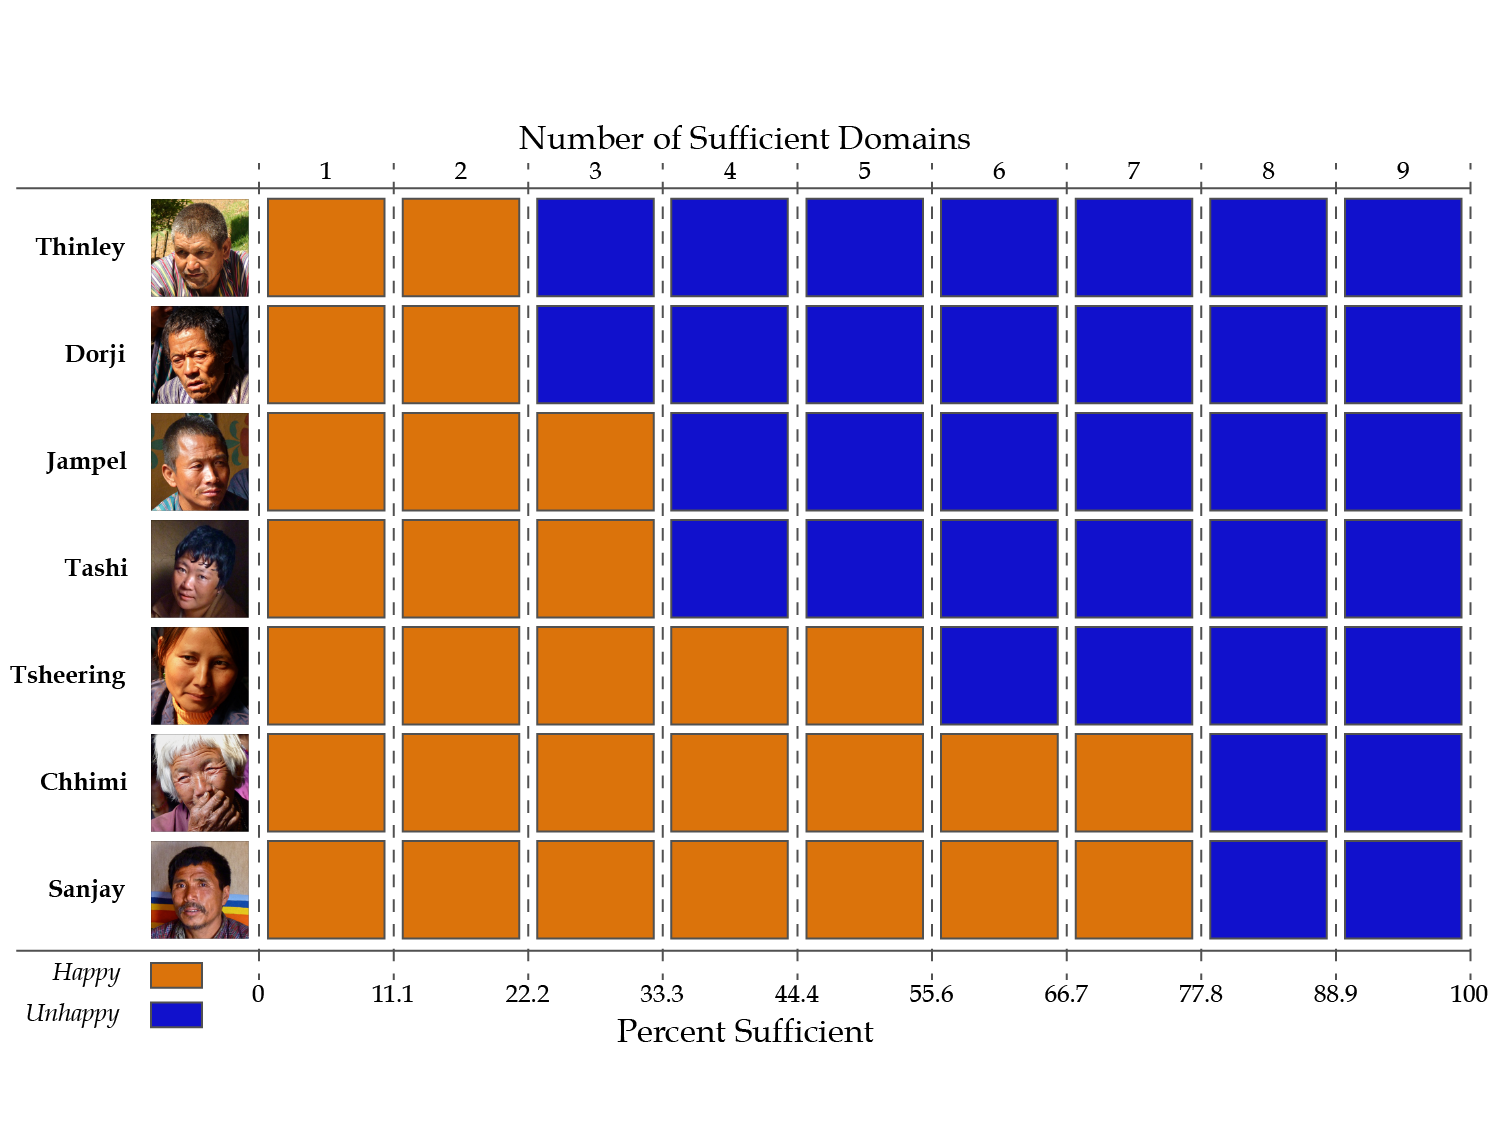 Number of Sufficient Domains
1 2 3 4 5 6 7 8 9
Thinley
Dorji
Jampel
Tashi
Tsheering
Chhimi
Sanjay
Happy
Unhappy
0 11.1 22.2 33.3 44.4 55.6 66.7 77.8 88.9 100
Percent Sufficient